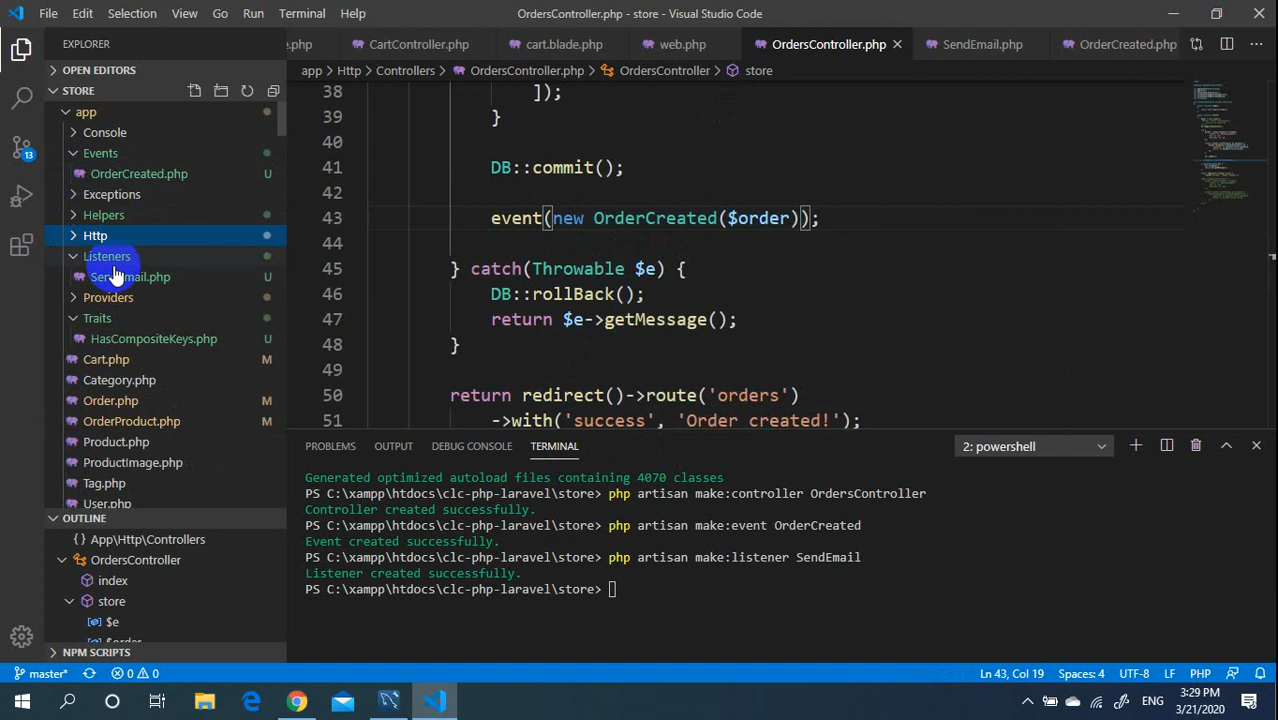 File Edit Selection View Go Run Terminal Help OrdersController.php - store - Visual Studio Code
EXPLORER
e.php CartController.php cart.blade.php web.php OrdersController.php SendEmail.php OrderCreated.php
OPEN EDITORS
STORE
app > Http > Controllers > OrdersController.php > OrdersController > store
app
Console
Events
OrderCreated.php U
Exceptions
Helpers
Http
Listeners
SendEmail.php U
Providers
Traits
HasCompositeKeys.php U
Cart.php M
Category.php
Order.php M
OrderProduct.php M
Product.php
ProductImage.php
Tag.php
User.php
38 ]);
39 }
40
41 DB::commit();
42
43 event(new OrderCreated($order));
44
45 } catch(Throwable $e) {
46 DB::rollBack();
47 return $e->getMessage();
48 }
49
50 return redirect()->route('orders')
51 ->with('success', 'Order created!');
PROBLEMS OUTPUT DEBUG CONSOLE TERMINAL 2: powershell
Generated optimized autoload files containing 4070 classes
PS C:\xampp\htdocs\clc-php-laravel\store> php artisan make:controller OrdersController
Controller created successfully.
PS C:\xampp\htdocs\clc-php-laravel\store> php artisan make:event OrderCreated
Event created successfully.
PS C:\xampp\htdocs\clc-php-laravel\store> php artisan make:listener SendEmail
Listener created successfully.
PS C:\xampp\htdocs\clc-php-laravel\store>
OUTLINE
{} App\Http\Controllers
OrdersController
index
store
$e
$order
NPM SCRIPTS
13
master* 0 0 Ln 43, Col 19 Spaces: 4 UTF-8 LF PHP
ENG 3:29 PM
3/21/2020